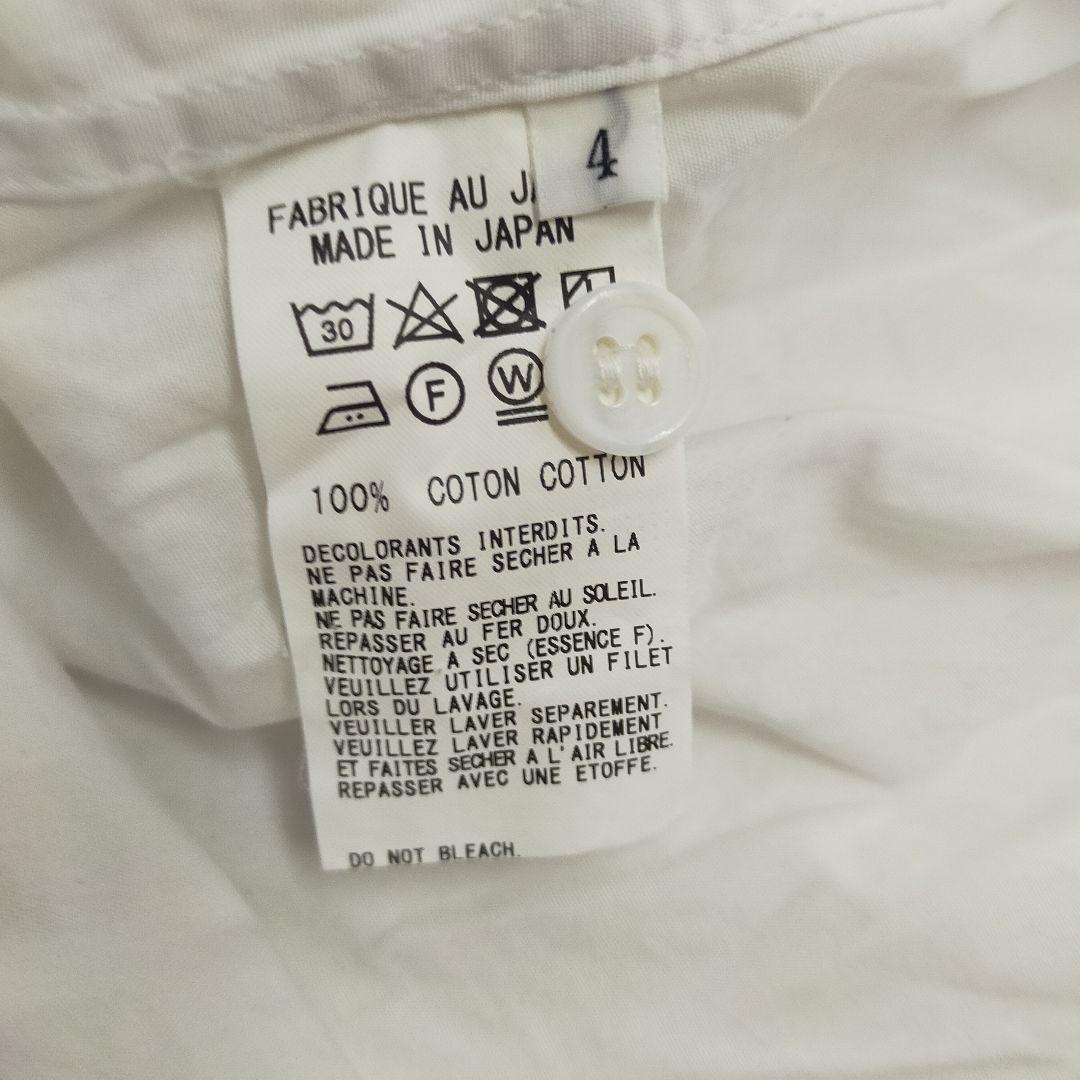 4
FABRIQUE AU
MADE IN JAPAN
30
F W
100% COTON COTTON
DECOLORANTS INTERDITS.
NE PAS FAIRE SECHER A LA
MACHINE.
NE PAS FAIRE SECHER AU SOLEIL.
REPASSER AU FER DOUX.
NETTOYAGE A SEC (ESSENCE F).
VEUILLEZ UTILISER UN FILET
LORS DU LAVAGE.
VEUILLER LAVER SEPAREMENT.
VEUILLEZ LAVER RAPIDEMENT
ET FAITES SECHER A L'AIR LIBRE.
REPASSER AVEC UNE ETOFFE.
DO NOT BLEACH.